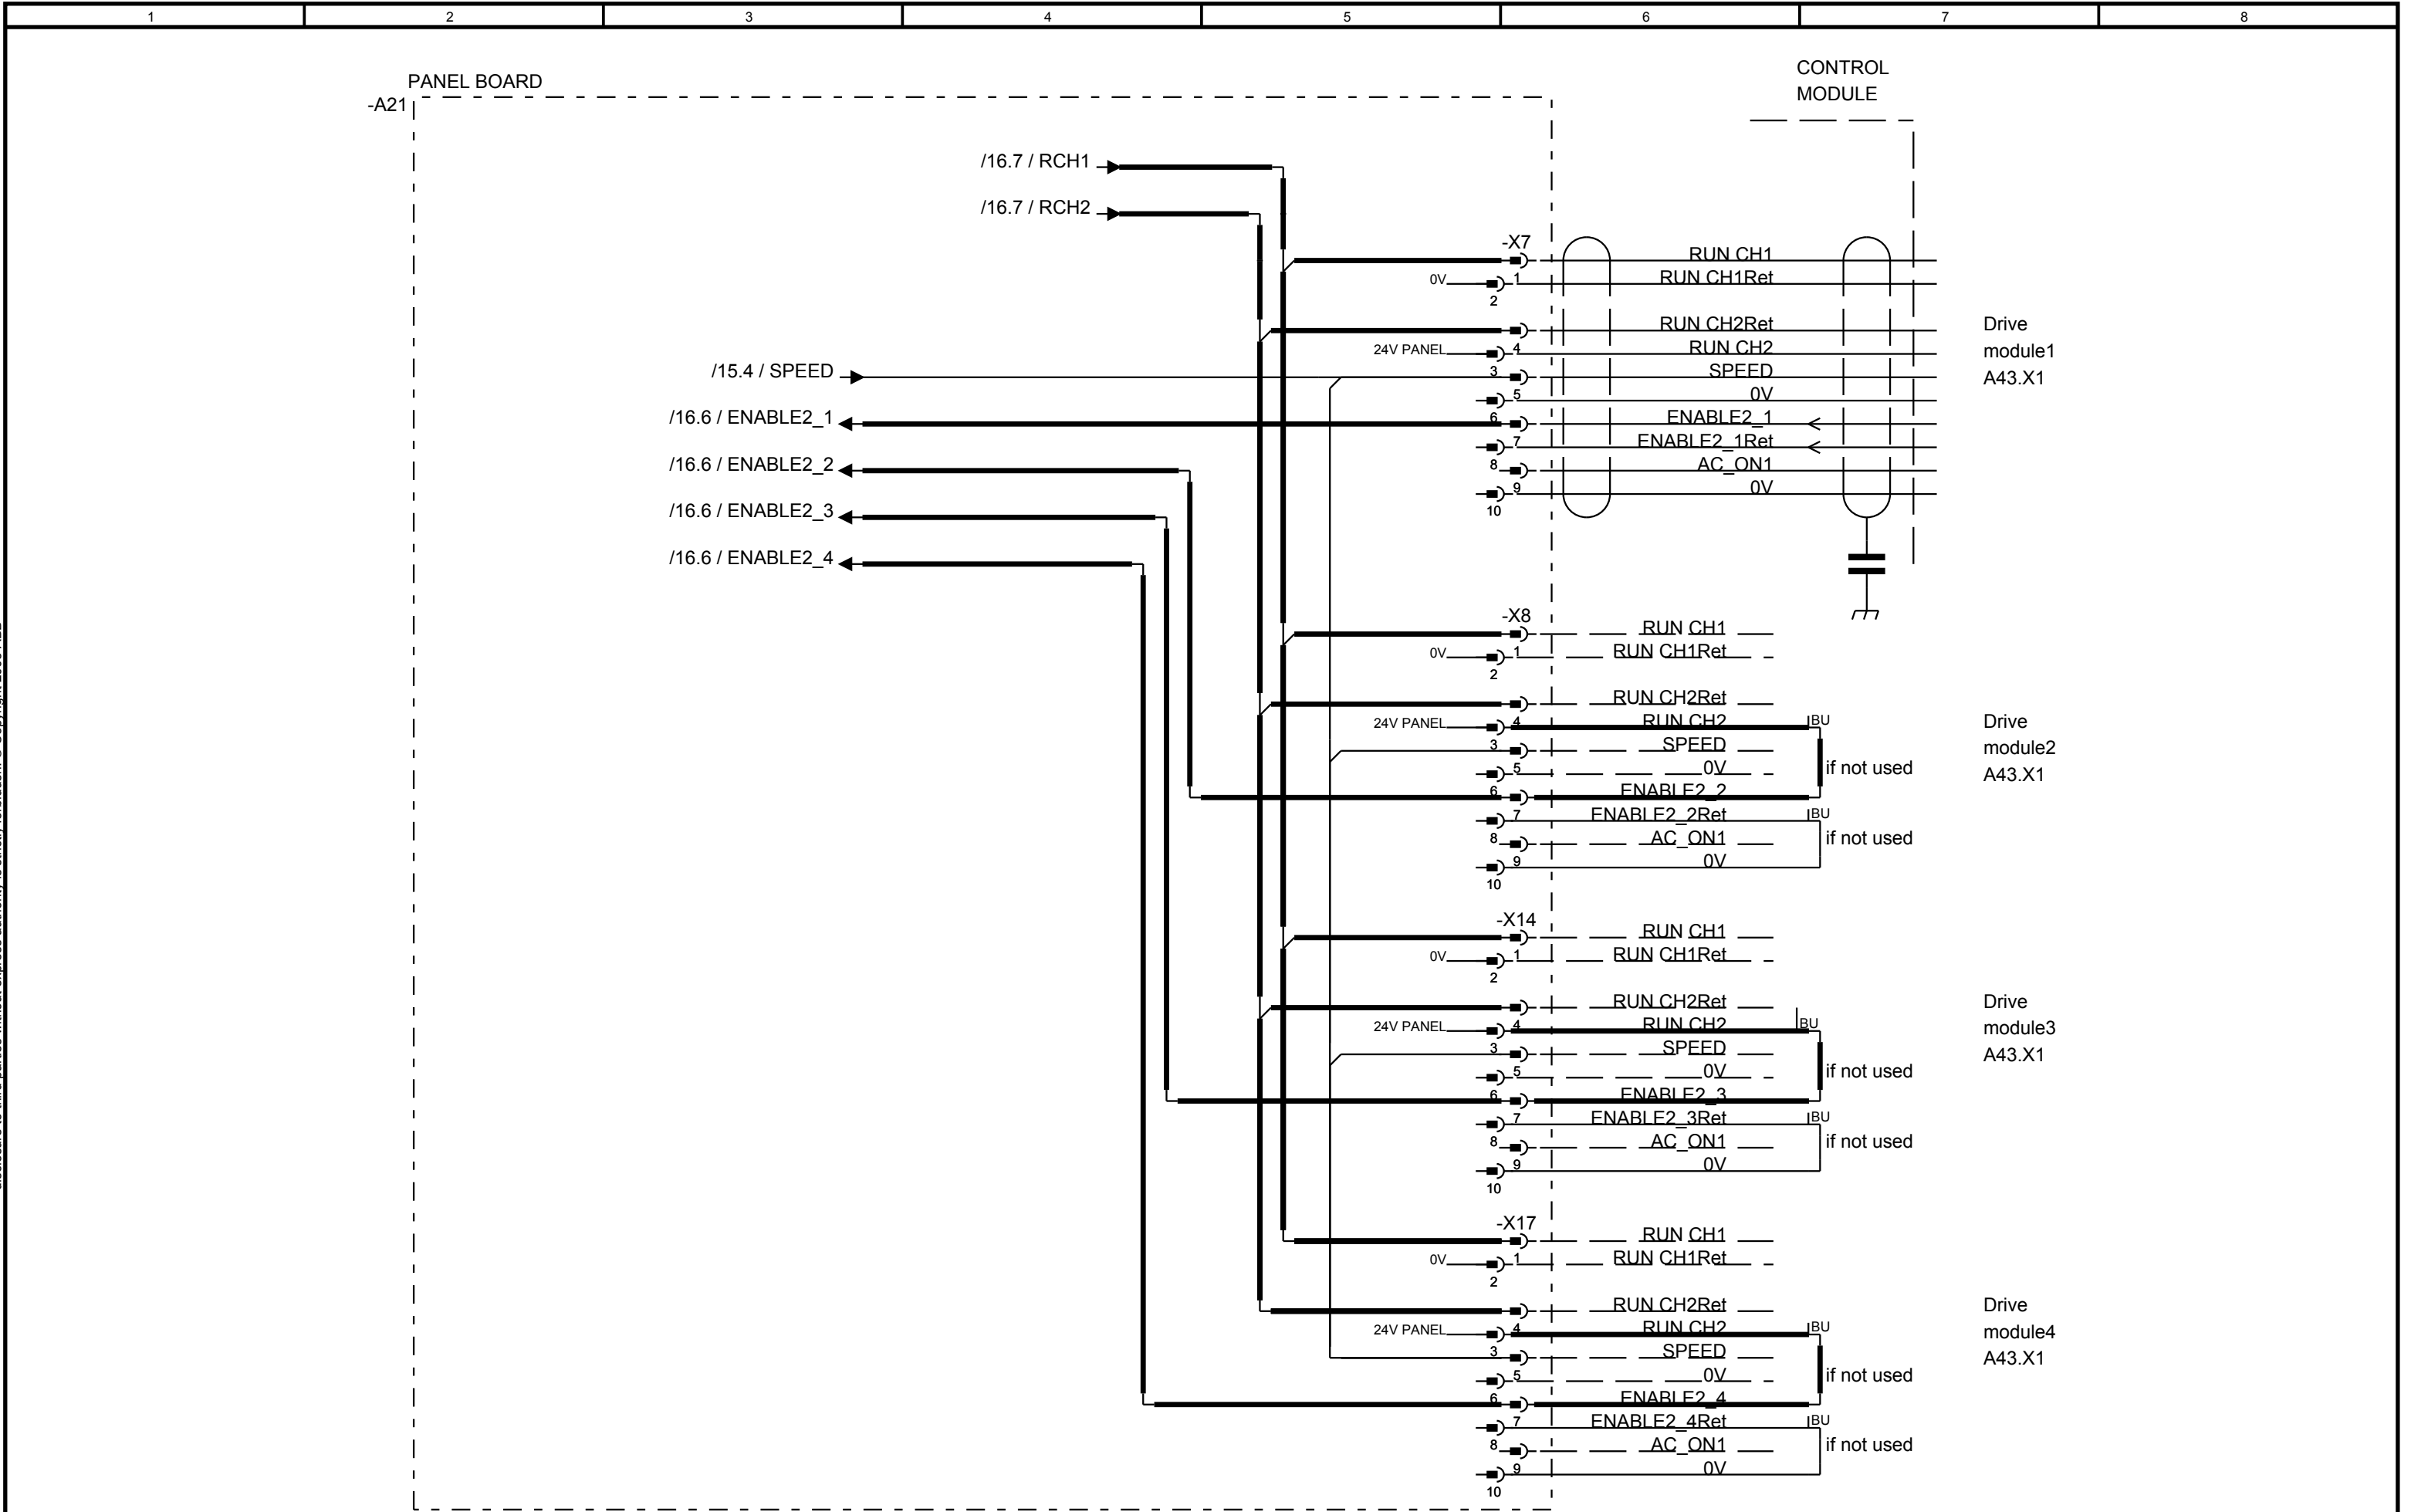 1 2 3 4 5 6 7 8
PANEL BOARD
-A21
CONTROL
MODULE
/16.7 / RCH1
/16.7 / RCH2
/15.4 / SPEED
/16.6 / ENABLE2_1
/16.6 / ENABLE2_2
/16.6 / ENABLE2_3
/16.6 / ENABLE2_4
-X7
RUN CH1
0V 1 RUN CH1Ret
2
RUN CH2Ret
24V PANEL 4 RUN CH2
3 SPEED
5 0V
6 ENABLE2_1
7 ENABLE2_1Ret
8 AC_ON1
9 0V
10
Drive
module1
A43.X1
-X8
RUN CH1
0V 1 RUN CH1Ret
2
RUN CH2Ret
24V PANEL 4 RUN CH2 BU
3 SPEED
5 0V if not used
6 ENABLE2_2
7 ENABLE2_2Ret BU
8 AC_ON1 if not used
9 0V
10
Drive
module2
A43.X1
-X14
RUN CH1
0V 1 RUN CH1Ret
2
RUN CH2Ret
24V PANEL 4 RUN CH2 BU
3 SPEED
5 0V if not used
6 ENABLE2_3
7 ENABLE2_3Ret BU
8 AC_ON1 if not used
9 0V
10
Drive
module3
A43.X1
-X17
RUN CH1
0V 1 RUN CH1Ret
2
RUN CH2Ret
24V PANEL 4 RUN CH2 BU
3 SPEED
5 0V if not used
6 ENABLE2_4
7 ENABLE2_4Ret BU
8 AC_ON1 if not used
9 0V
10
Drive
module4
A43.X1